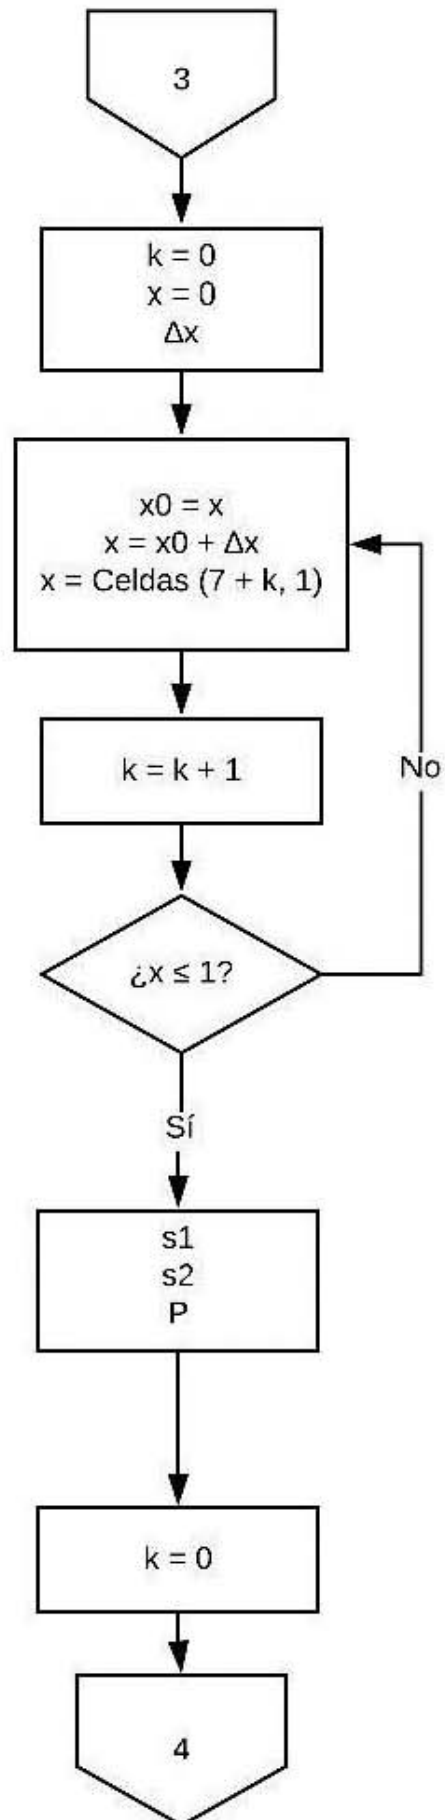 3
k = 0
x = 0
Δx
x0 = x
x = x0 + Δx
x = Celdas (7 + k, 1)
k = k + 1
No
¿x ≤ 1?
Sí
s1
s2
P
k = 0
4